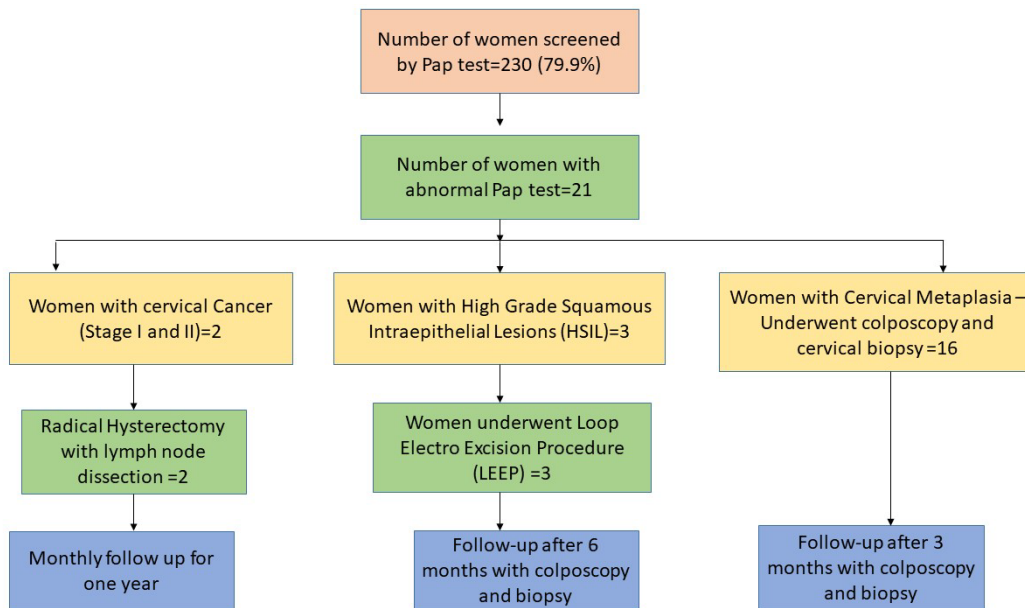 Number of women screened
by Pap test=230 (79.9%)
Number of women with
abnormal Pap test=21
Women with cervical Cancer
(Stage I and II)=2
Women with High Grade Squamous
Intraepithelial Lesions (HSIL)=3
Women with Cervical Metaplasia –
Underwent colposcopy and
cervical biopsy =16
Radical Hysterectomy
with lymph node
dissection =2
Women underwent Loop
Electro Excision Procedure
(LEEP) =3
Monthly follow up for
one year
Follow-up after 6
months with colposcopy
and biopsy
Follow-up after 3
months with colposcopy
and biopsy